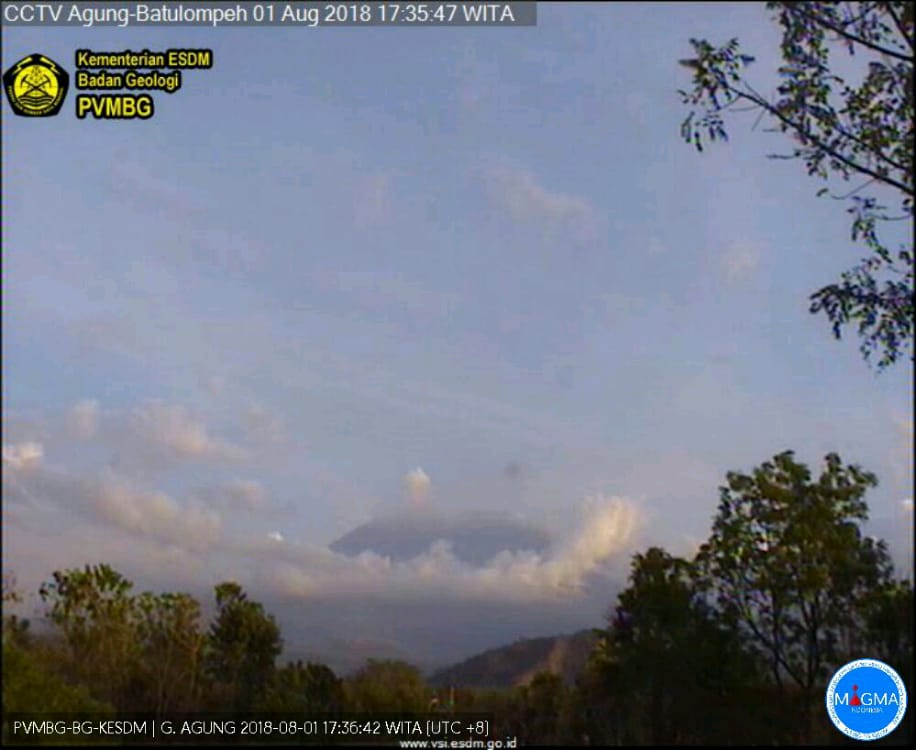 CCTV Agung-Batulompeh 01 Aug 2018 17:35:47 WITA
Kementerian ESDM
Badan Geologi
PVMBG
MAGMA
INDONESIA
PVMBG-BG-KESDM | G. AGUNG 2018-08-01 17:36:42 WITA (UTC +8)
www.vsi.esdm.go.id